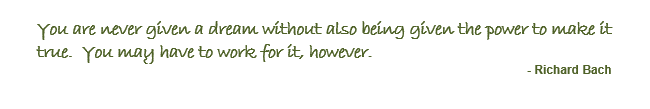 You are never given a dream without also being given the power to make it
true.  You may have to work for it, however.
- Richard Bach